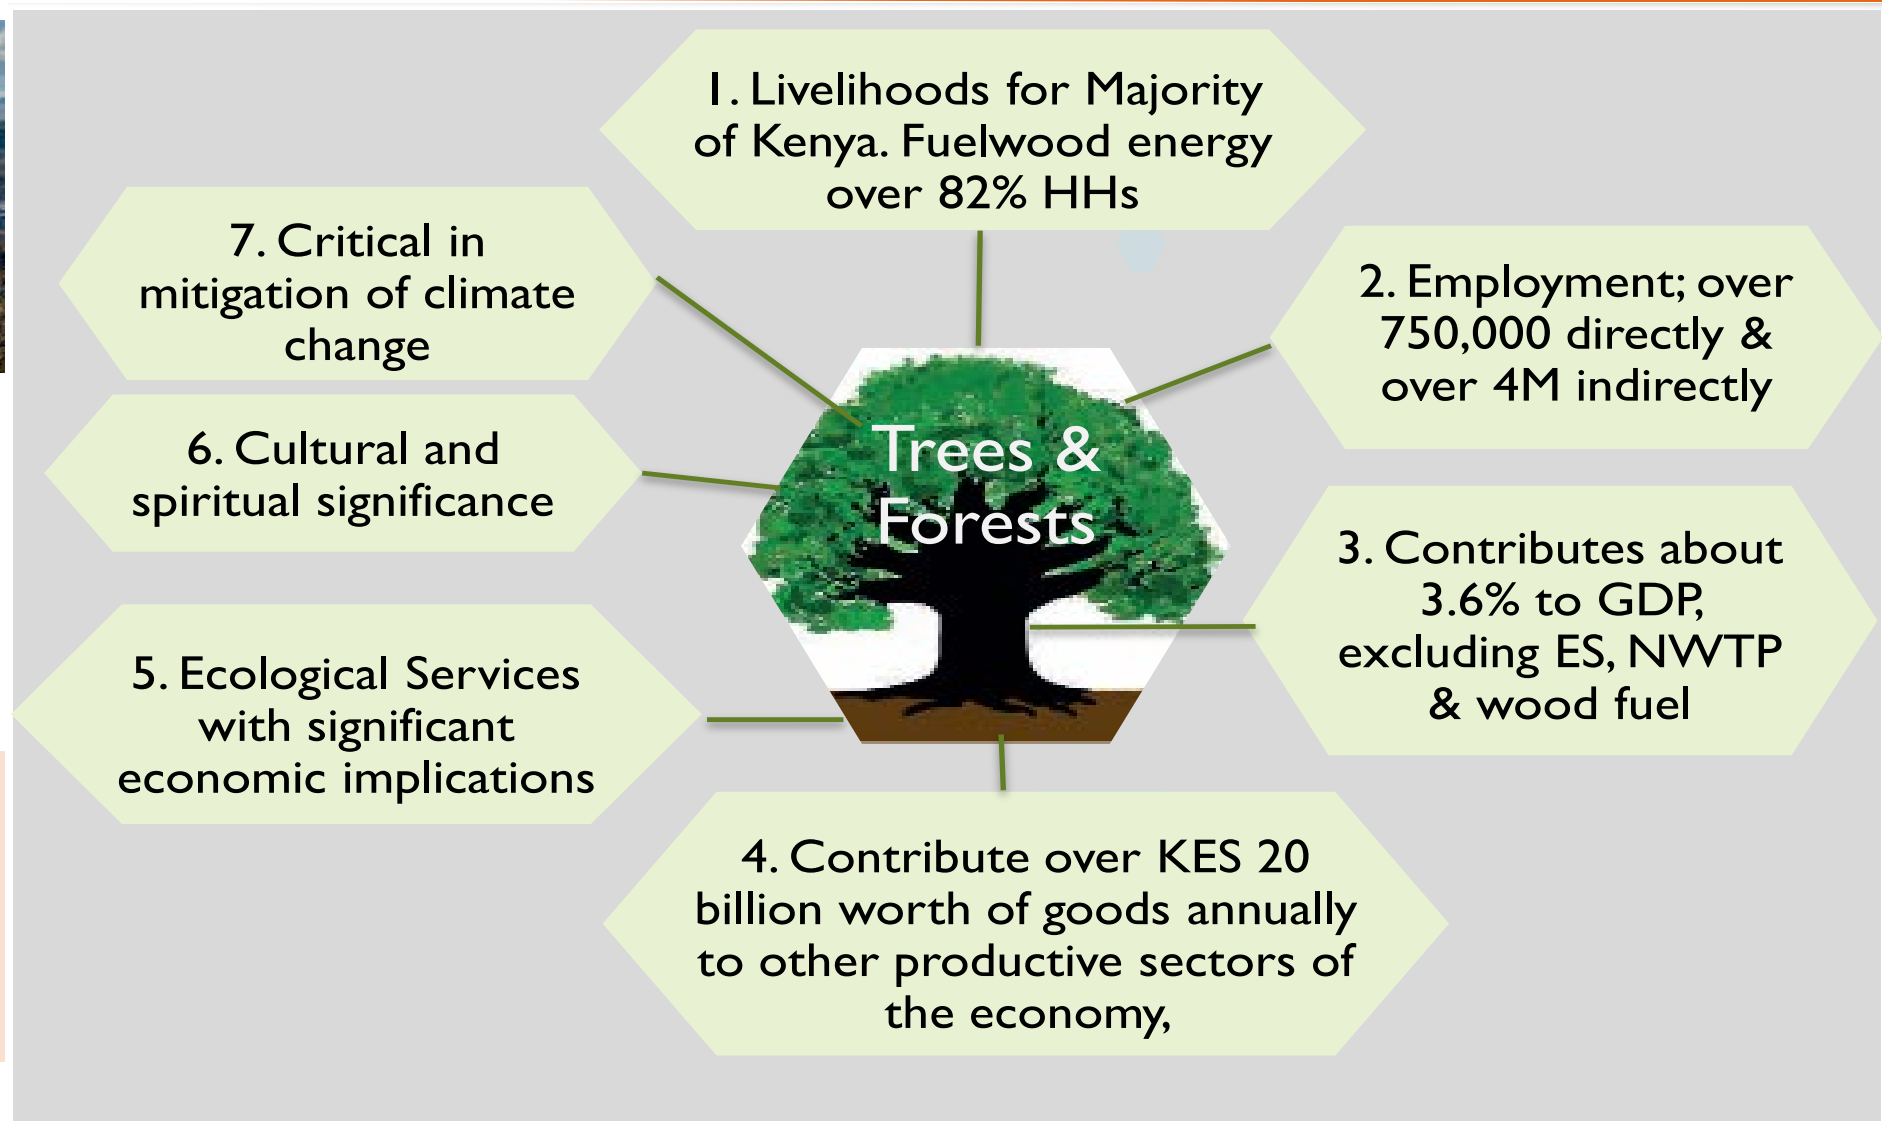 1. Livelihoods for Majority
of Kenya. Fuelwood energy
over 82% HHs
2. Employment; over
750,000 directly &
over 4M indirectly
3. Contributes about
3.6% to GDP,
excluding ES, NWTP
& wood fuel
4. Contribute over KES 20
billion worth of goods annually
to other productive sectors of
the economy,
5. Ecological Services
with significant
economic implications
6. Cultural and
spiritual significance
7. Critical in
mitigation of climate
change
Trees &
Forests